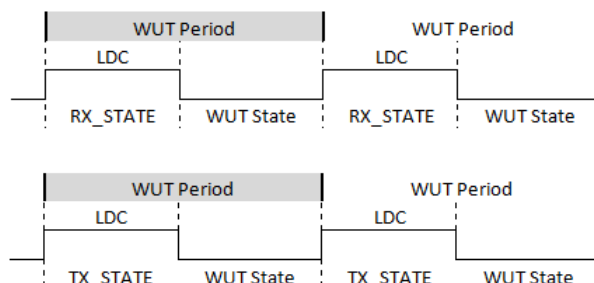 WUT Period WUT Period
LDC LDC
RX_STATE WUT State RX_STATE WUT State
WUT Period WUT Period
LDC LDC
TX_STATE WUT State TX_STATE WUT State